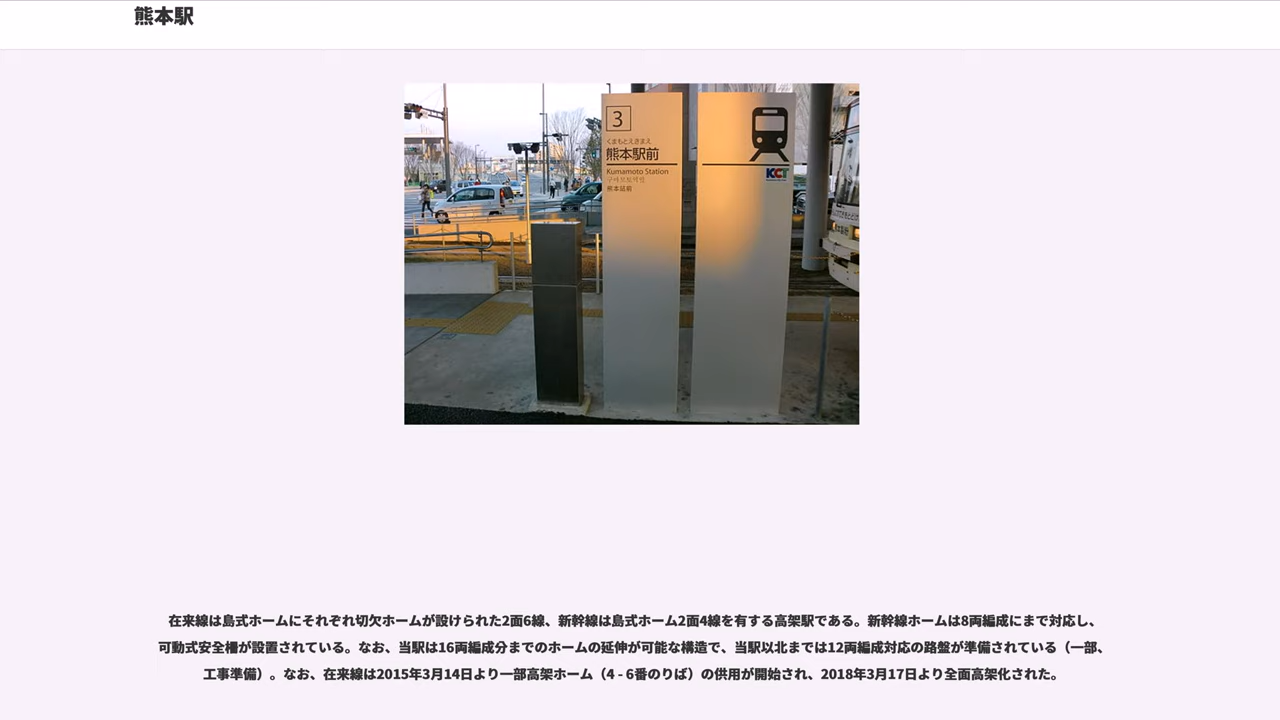 熊本駅
3
くまもとえきまえ
熊本駅前
Kumamoto Station
구마모토역앞
熊本站前
KCT
在来線は島式ホームにそれぞれ切欠ホームが設けられた2面6線、新幹線は島式ホーム2面4線を有する高架駅である。新幹線ホームは8両編成にまで対応し、
可動式安全柵が設置されている。なお、当駅は16両編成分までのホームの延伸が可能な構造で、当駅以北までは12両編成対応の路盤が準備されている（一部、
工事準備）。なお、在来線は2015年3月14日より一部高架ホーム（4 - 6番のりば）の供用が開始され、2018年3月17日より全面高架化された。